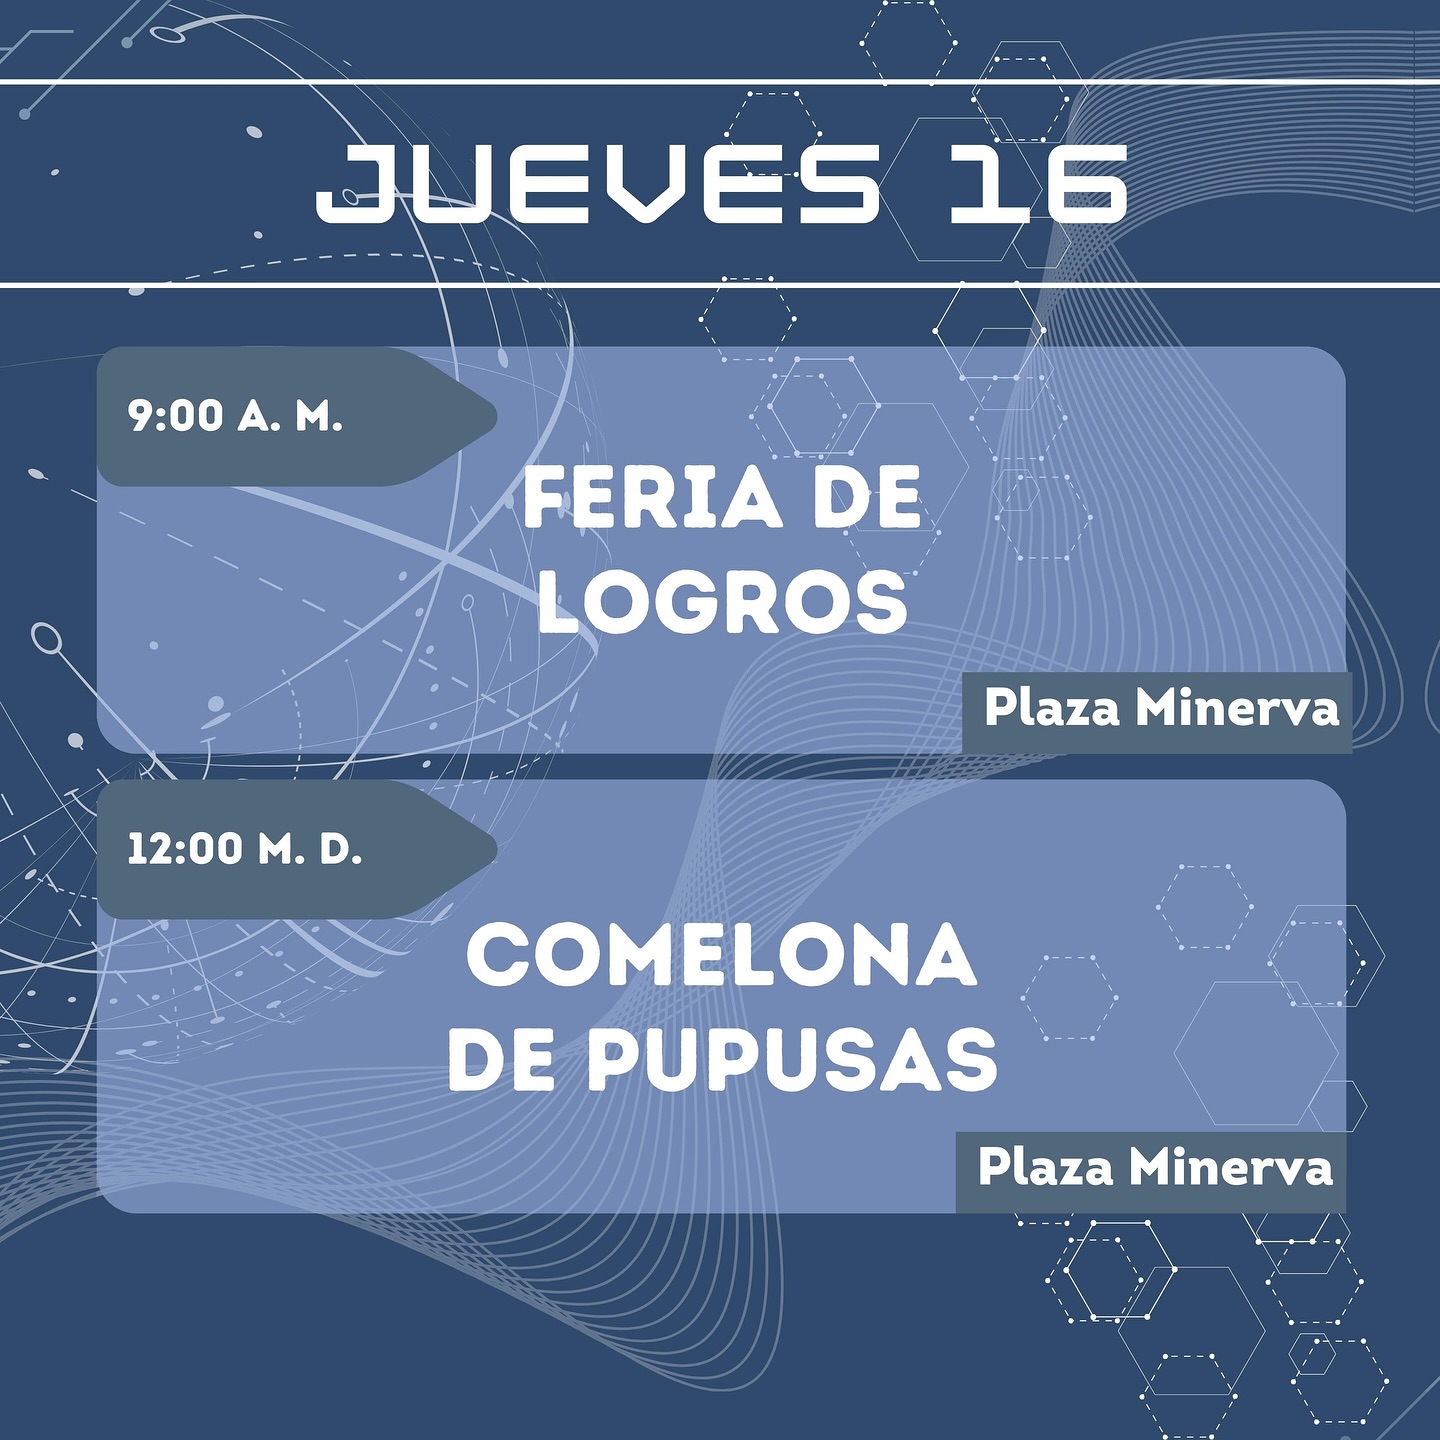 JUEVES 16
9:00 A. M.
FERIA DE
LOGROS
Plaza Minerva
12:00 M. D.
COMELONA
DE PUPUSAS
Plaza Minerva